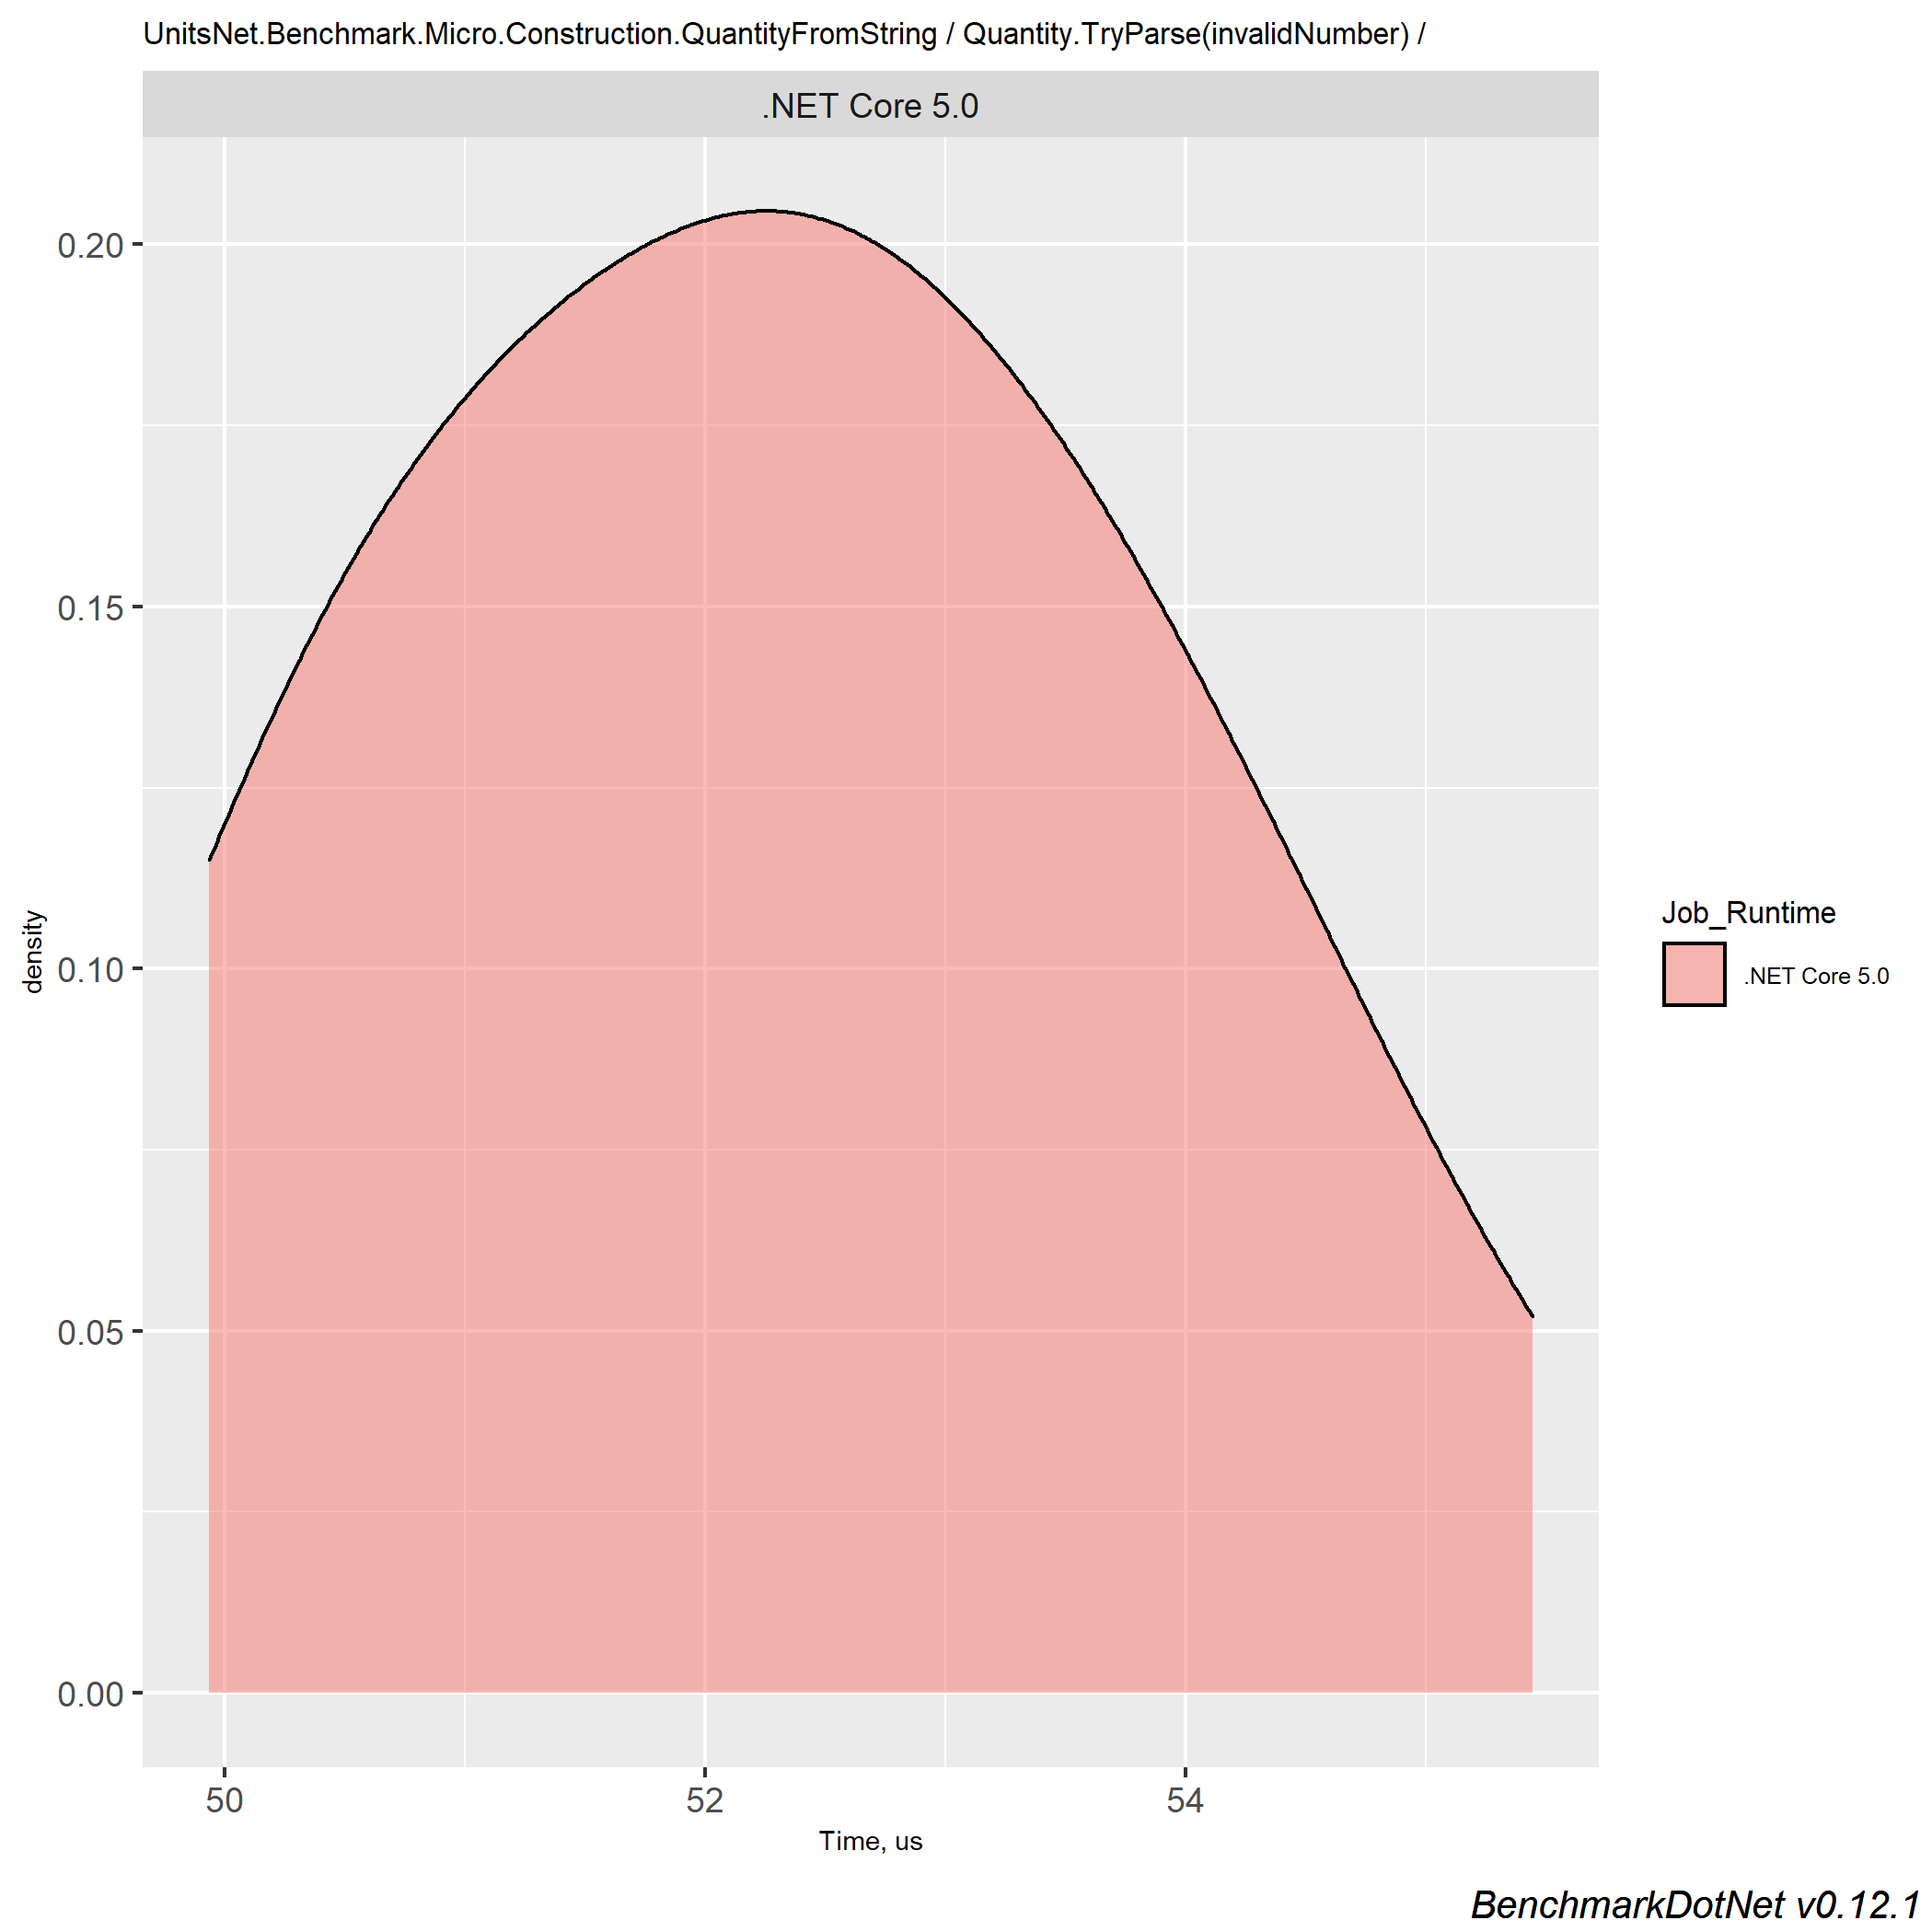 UnitsNet.Benchmark.Micro.Construction.QuantityFromString / Quantity.TryParse(invalidNumber) /
.NET Core 5.0
0.20
0.15
0.10
0.05
0.00
density
50 52 54
Time, us
Job_Runtime
.NET Core 5.0
BenchmarkDotNet v0.12.1